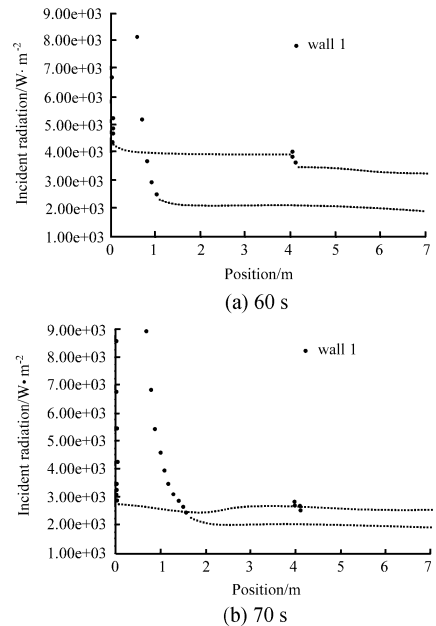 9.00e+03
wall 1
8.00e+03
7.00e+03
6.00e+03
5.00e+03
4.00e+03
3.00e+03
2.00e+03
1.00e+03
Incident radiation/W· m-2
0 1 2 3 4 5 6 7
Position/m
(a) 60 s
9.00e+03
wall 1
8.00e+03
7.00e+03
6.00e+03
5.00e+03
4.00e+03
3.00e+03
2.00e+03
1.00e+03
Incident radiation/W•m-2
0 1 2 3 4 5 6 7
Position/m
(b) 70 s